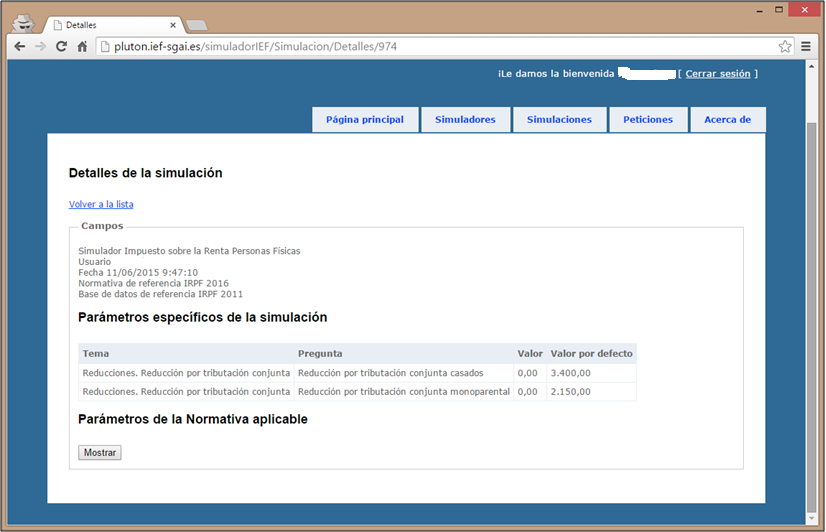 Detalles
pluton.ief-sgai.es/simuladorIEF/Simulacion/Detalles/974
¡Le damos la bienvenida [ Cerrar sesión ]
Página principal Simuladores Simulaciones Peticiones Acerca de
Detalles de la simulación
Volver a la lista
Campos
Simulador Impuesto sobre la Renta Personas Físicas
Usuario
Fecha 11/06/2015 9:47:10
Normativa de referencia IRPF 2016
Base de datos de referencia IRPF 2011
Parámetros específicos de la simulación
Tema Pregunta Valor Valor por defecto
Reducciones. Reducción por tributación conjunta Reducción por tributación conjunta casados 0,00 3.400,00
Reducciones. Reducción por tributación conjunta Reducción por tributación conjunta monoparental 0,00 2.150,00
Parámetros de la Normativa aplicable
Mostrar